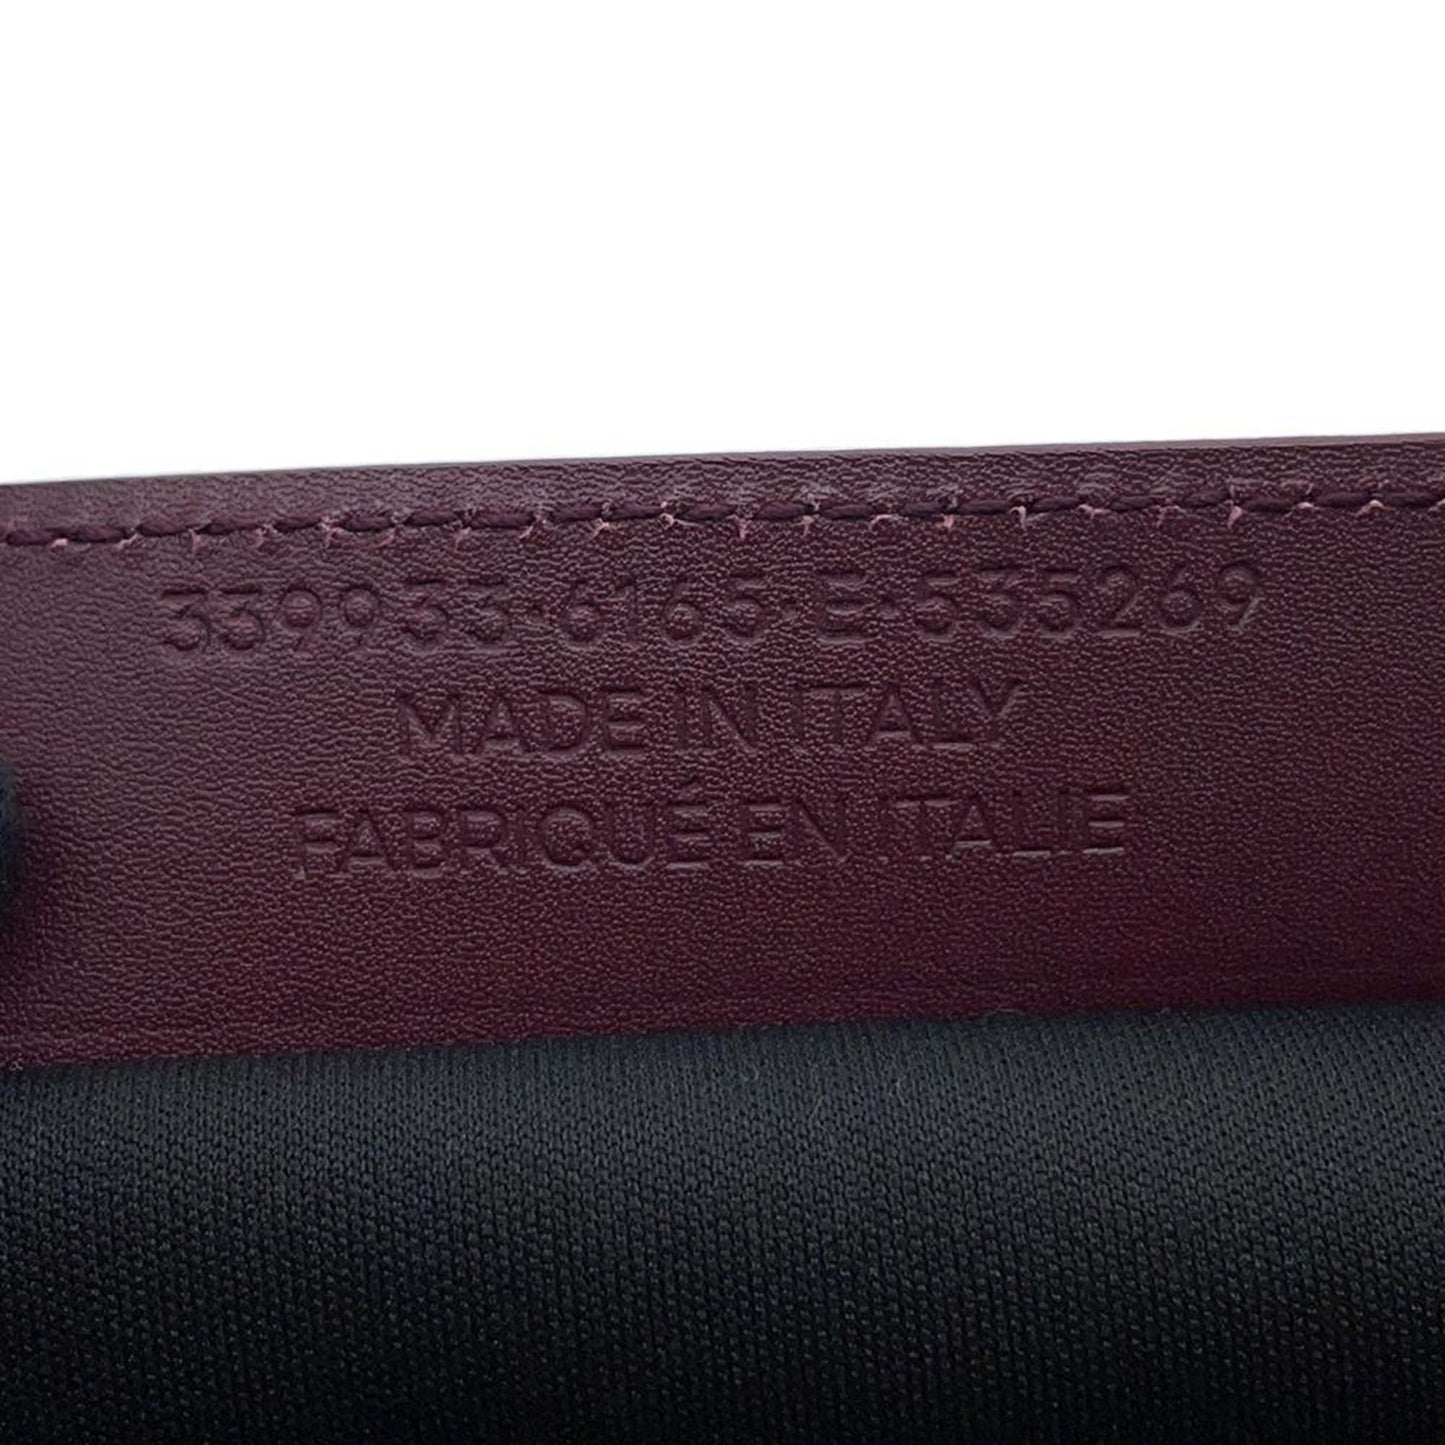 339933·6165·E·535269
MADE IN ITALY
FABRIQUÉ EN ITALIE